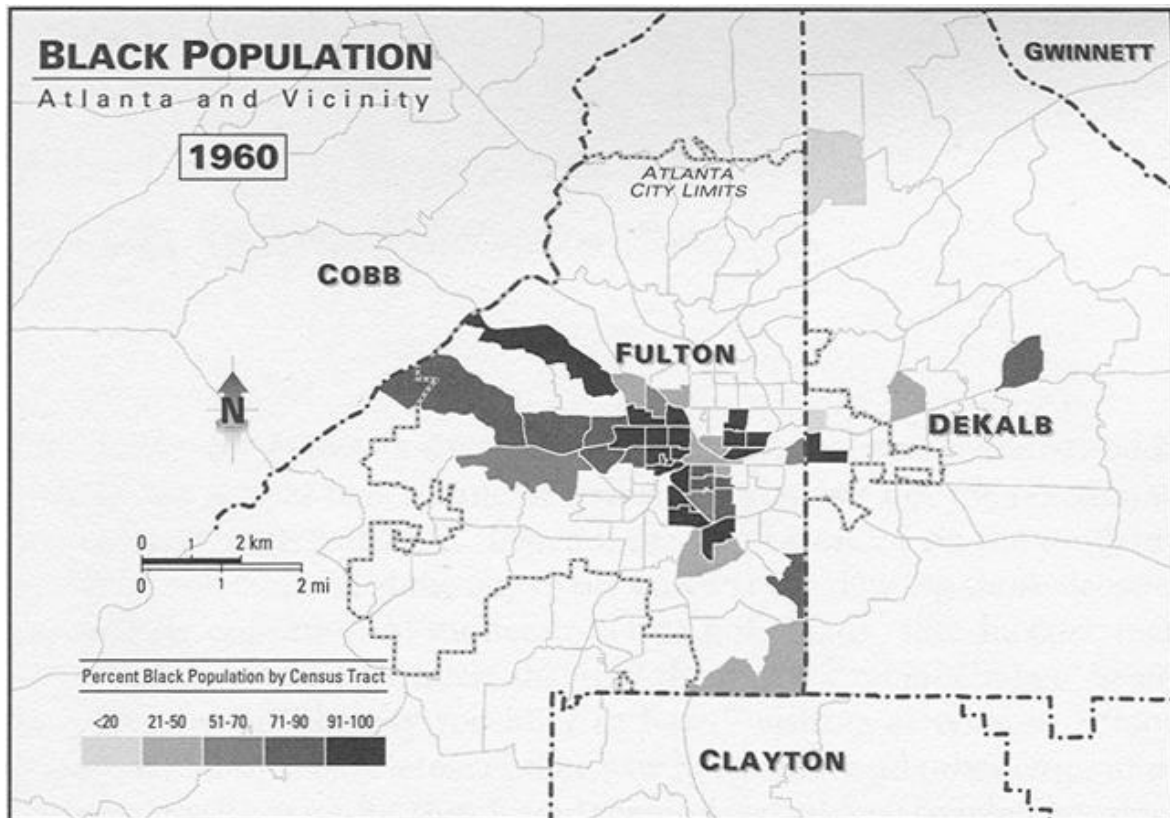 BLACK POPULATION
Atlanta and Vicinity
1960
GWINNETT
ATLANTA
CITY LIMITS
COBB
FULTON
DEKALB
N
0 1 2 km
0 2 mi
Percent Black Population by Census Tract
<20 21-50 51-70 71-90 91-100
CLAYTON